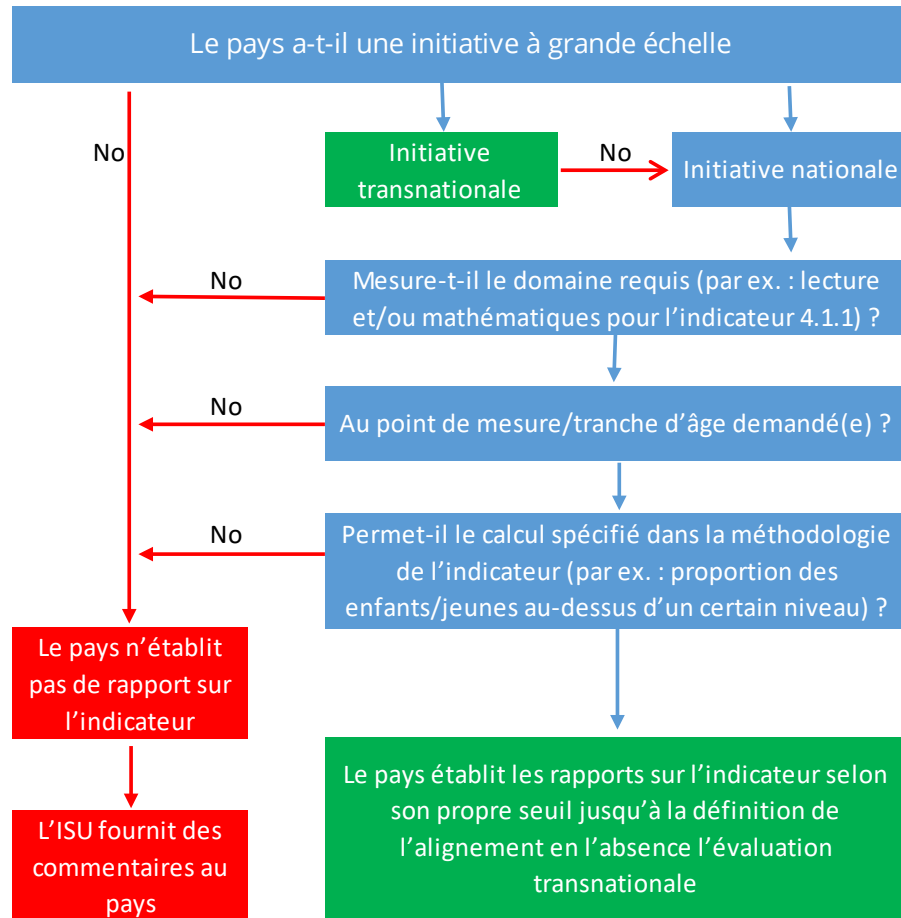 Le pays a-t-il une initiative à grande échelle
No
Initiative
transnationale
No
Initiative nationale
No
Mesure-t-il le domaine requis (par ex. : lecture
et/ou mathématiques pour l’indicateur 4.1.1) ?
No
Au point de mesure/tranche d’âge demandé(e) ?
No
Permet-il le calcul spécifié dans la méthodologie
de l’indicateur (par ex. : proportion des
enfants/jeunes au-dessus d’un certain niveau) ?
Le pays n’établit
pas de rapport sur
l’indicateur
Le pays établit les rapports sur l’indicateur selon
son propre seuil jusqu’à la définition de
l’alignement en l’absence l’évaluation
transnationale
L’ISU fournit des
commentaires au
pays